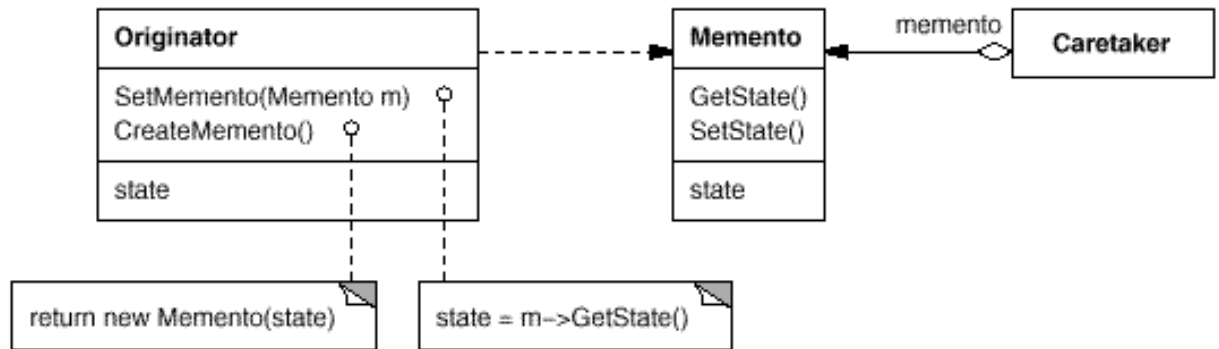 Originator
SetMemento(Memento m)
CreateMemento()
state
Memento
GetState()
SetState()
state
memento
Caretaker
return new Memento(state)
state = m−>GetState()